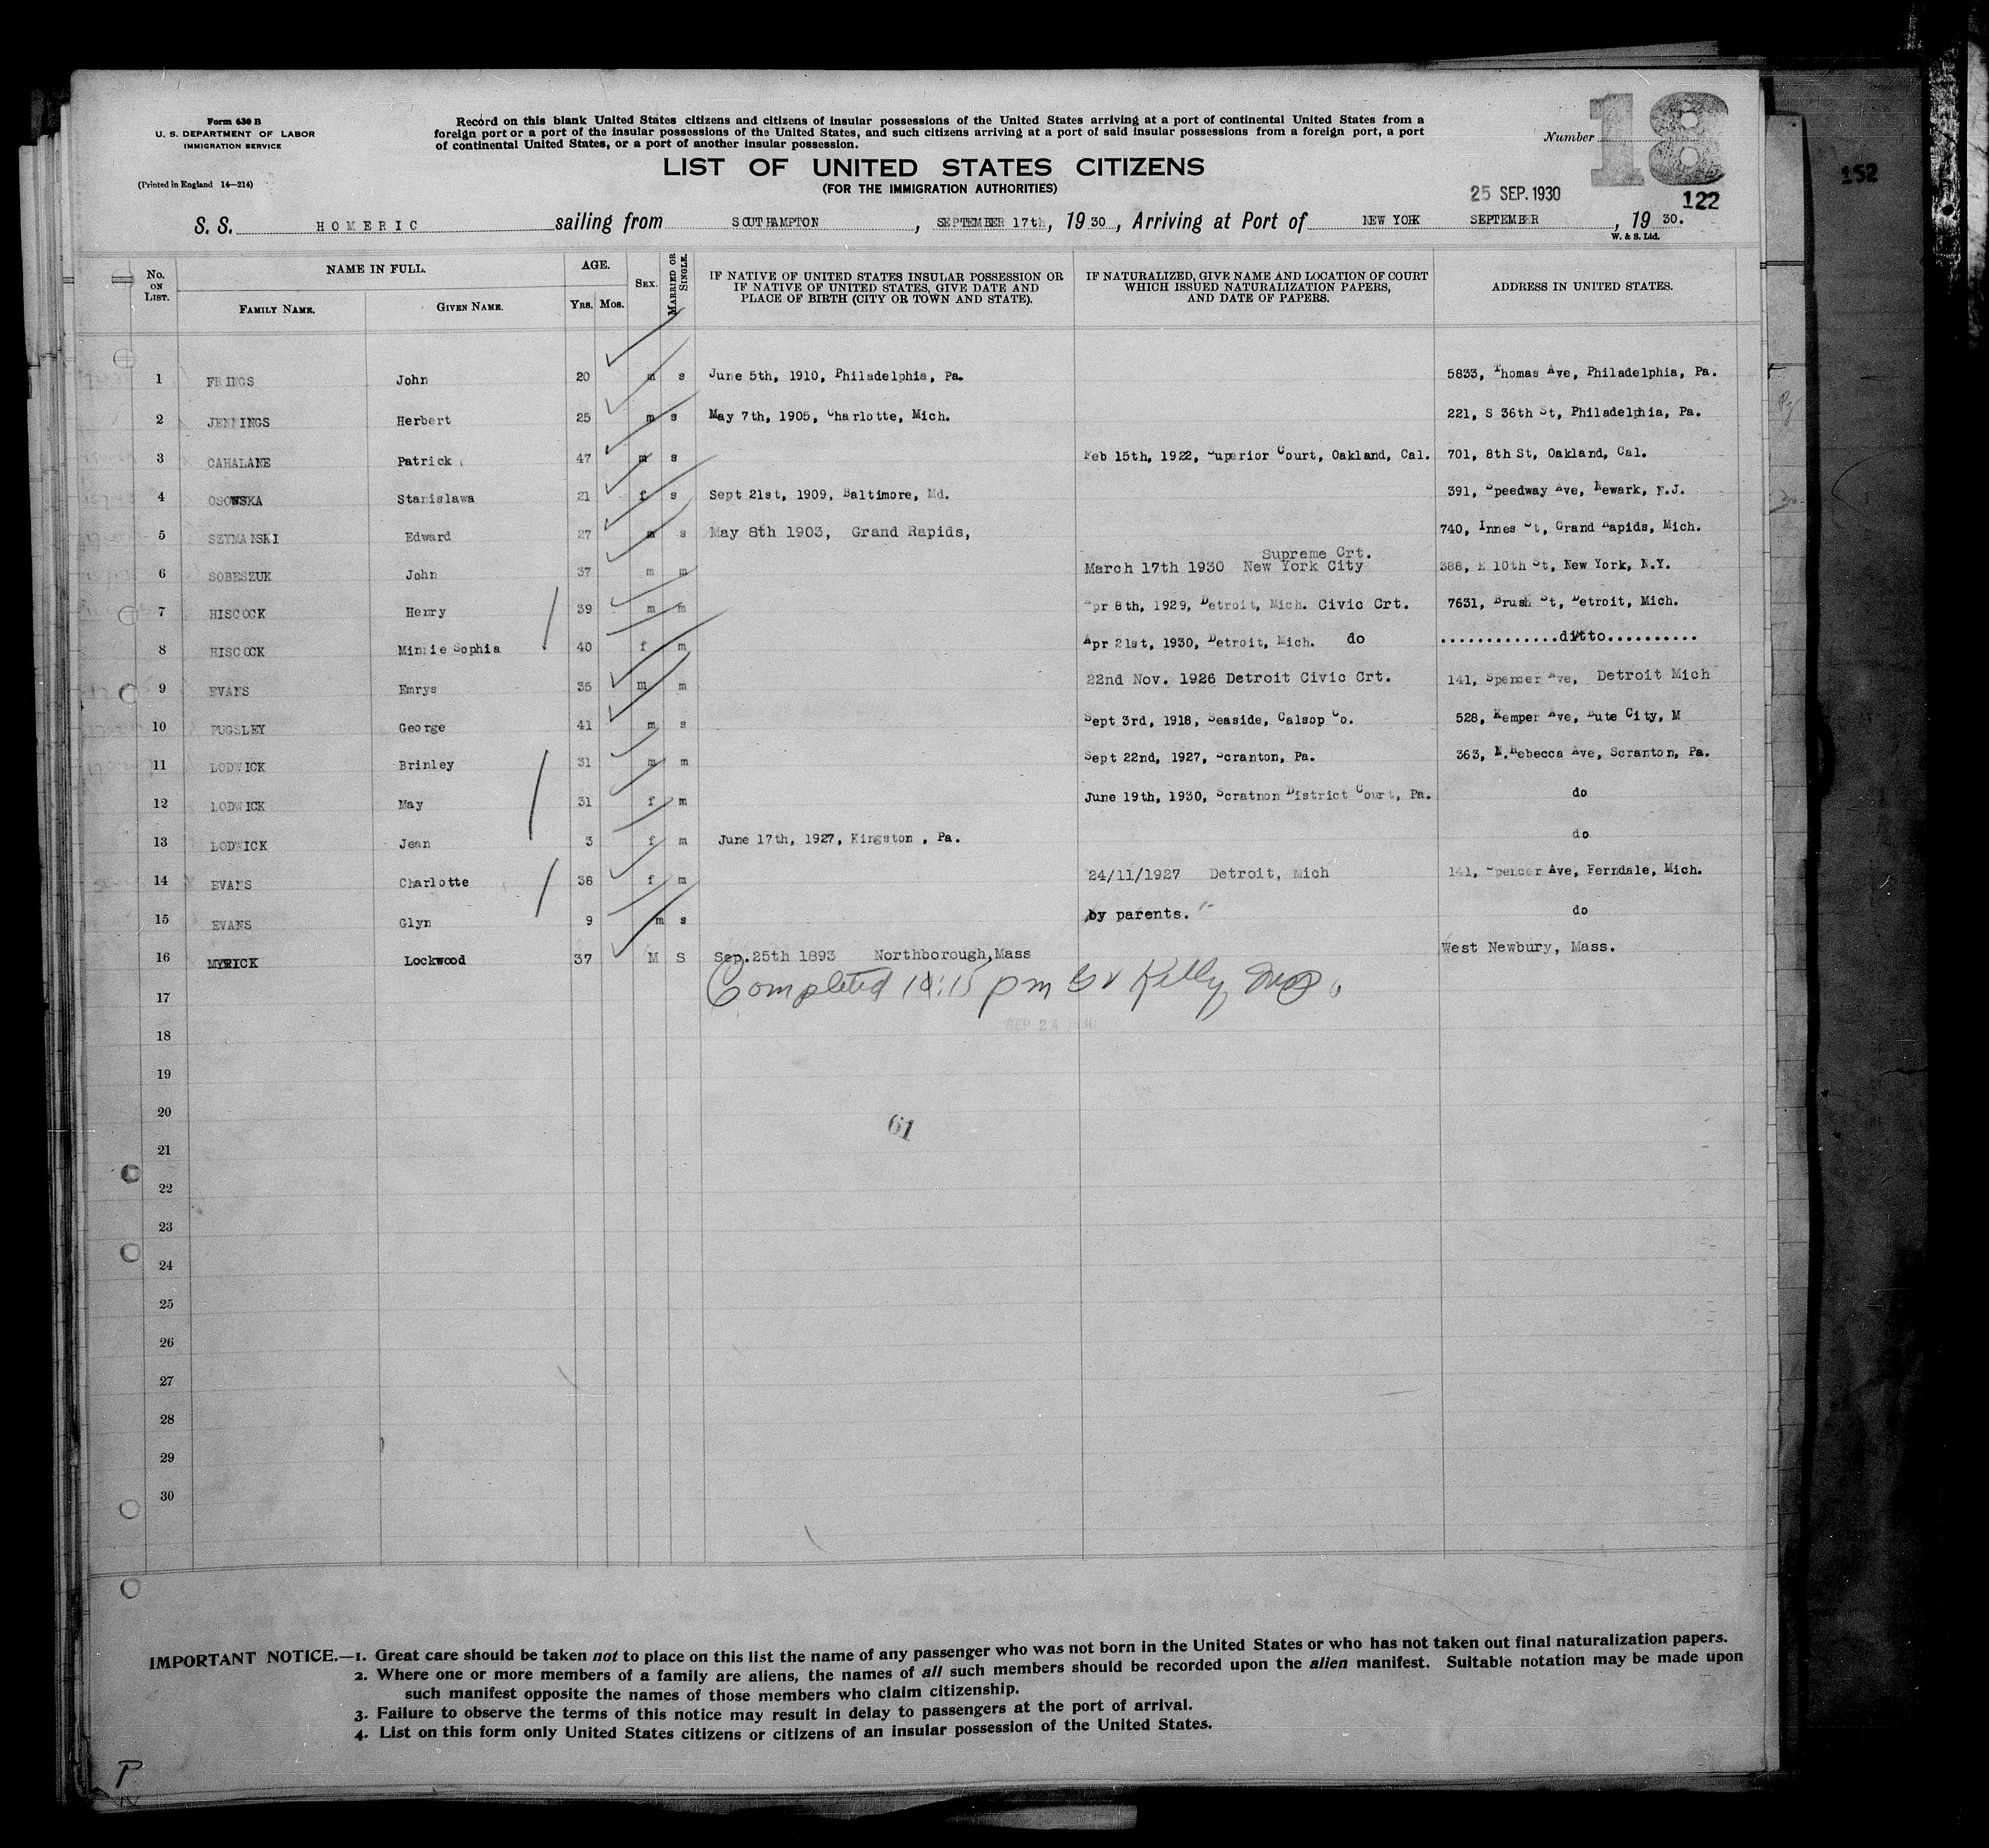 Form 630 B
U. S. DEPARTMENT OF LABOR
IMMIGRATION SERVICE
(Printed in England 14—214)
Record on this blank United States citizens and citizens of insular possessions of the United States arriving at a port of continental United States from a
foreign port or a port of the insular possessions of the United States, and such citizens arriving at a port of said insular possessions from a foreign port, a port
of continental United States, or a port of another insular possession.
LIST OF UNITED STATES CITIZENS
(FOR THE IMMIGRATION AUTHORITIES)
Number 18
25 SEP. 1930
122
152
S. S. HOMERIC sailing from SOUTHAMPTON, SEPTEMBER 17th, 19 30, Arriving at Port of NEW YORK SEPTEMBER, 19 30.
W. & S. Ltd.
No. ON LIST. NAME IN FULL. AGE. SEX. MARRIED OR SINGLE. IF NATIVE OF UNITED STATES INSULAR POSSESSION OR IF NATIVE OF UNITED STATES, GIVE DATE AND PLACE OF BIRTH (CITY OR TOWN AND STATE). IF NATURALIZED, GIVE NAME AND LOCATION OF COURT WHICH ISSUED NATURALIZATION PAPERS, AND DATE OF PAPERS. ADDRESS IN UNITED STATES.
FAMILY NAME. GIVEN NAME. YRS. MOS.
1 FRINGS John 20 m s June 5th, 1910, Philadelphia, Pa. 5833, Thomas Ave, Philadelphia, Pa.
2 JENNINGS Herbert 25 m s May 7th, 1905, Charlotte, Mich. 221, S 36th St, Philadelphia, Pa.
3 CAHALANE Patrick 47 m s Feb 15th, 1922, Superior Court, Oakland, Cal. 701, 8th St, Oakland, Cal.
4 OSOWSKA Stanislawa 21 f s Sept 21st, 1909, Baltimore, Md. 391, Speedway Ave, Newark, N.J.
5 SZYMANSKI Edward 27 m s May 8th 1903, Grand Rapids, 740, Innes St, Grand Rapids, Mich.
6 SOBESZUK John 37 m m March 17th 1930 Supreme Crt. New York City 388, E 10th St, New York, N.Y.
7 HISCOCK Henry 39 m m Apr 8th, 1929, Detroit, Mich. Civic Crt. 7631, Brush St, Detroit, Mich.
8 HISCOCK Minnie Sophia 40 f m Apr 21st, 1930, Detroit, Mich. do .............ditto..........
9 EVANS Emrys 35 m m 22nd Nov. 1926 Detroit Civic Crt. 141, Spencer Ave, Detroit Mich
10 PUGSLEY George 41 m s Sept 3rd, 1918, Seaside, Calsop Co. 528, Kemper Ave, Bute City, M
11 LODWICK Brinley 31 m m Sept 22nd, 1927, Scranton, Pa. 363, N.Rebecca Ave, Scranton, Pa.
12 LODWICK May 31 f m June 19th, 1930, Scratnon District Court, Pa. do
13 LODWICK Jean 3 f m June 17th, 1927, Kingston , Pa. do
14 EVANS Charlotte 38 f m 24/11/1927 Detroit, Mich 141, Spencer Ave, Ferndale, Mich.
15 EVANS Glyn 9 m s by parents. " do
16 MYRICK Lockwood 37 M S Sep. 25th 1893 Northborough, Mass West Newbury, Mass.
17 Completed 10:15 pm by Kelly
18 SEP 24 1930
19
20
61
21
22
23
24
25
26
27
28
29
30
IMPORTANT NOTICE.—1. Great care should be taken not to place on this list the name of any passenger who was not born in the United States or who has not taken out final naturalization papers.
2. Where one or more members of a family are aliens, the names of all such members should be recorded upon the alien manifest. Suitable notation may be made upon
such manifest opposite the names of those members who claim citizenship.
3. Failure to observe the terms of this notice may result in delay to passengers at the port of arrival.
4. List on this form only United States citizens or citizens of an insular possession of the United States.
P